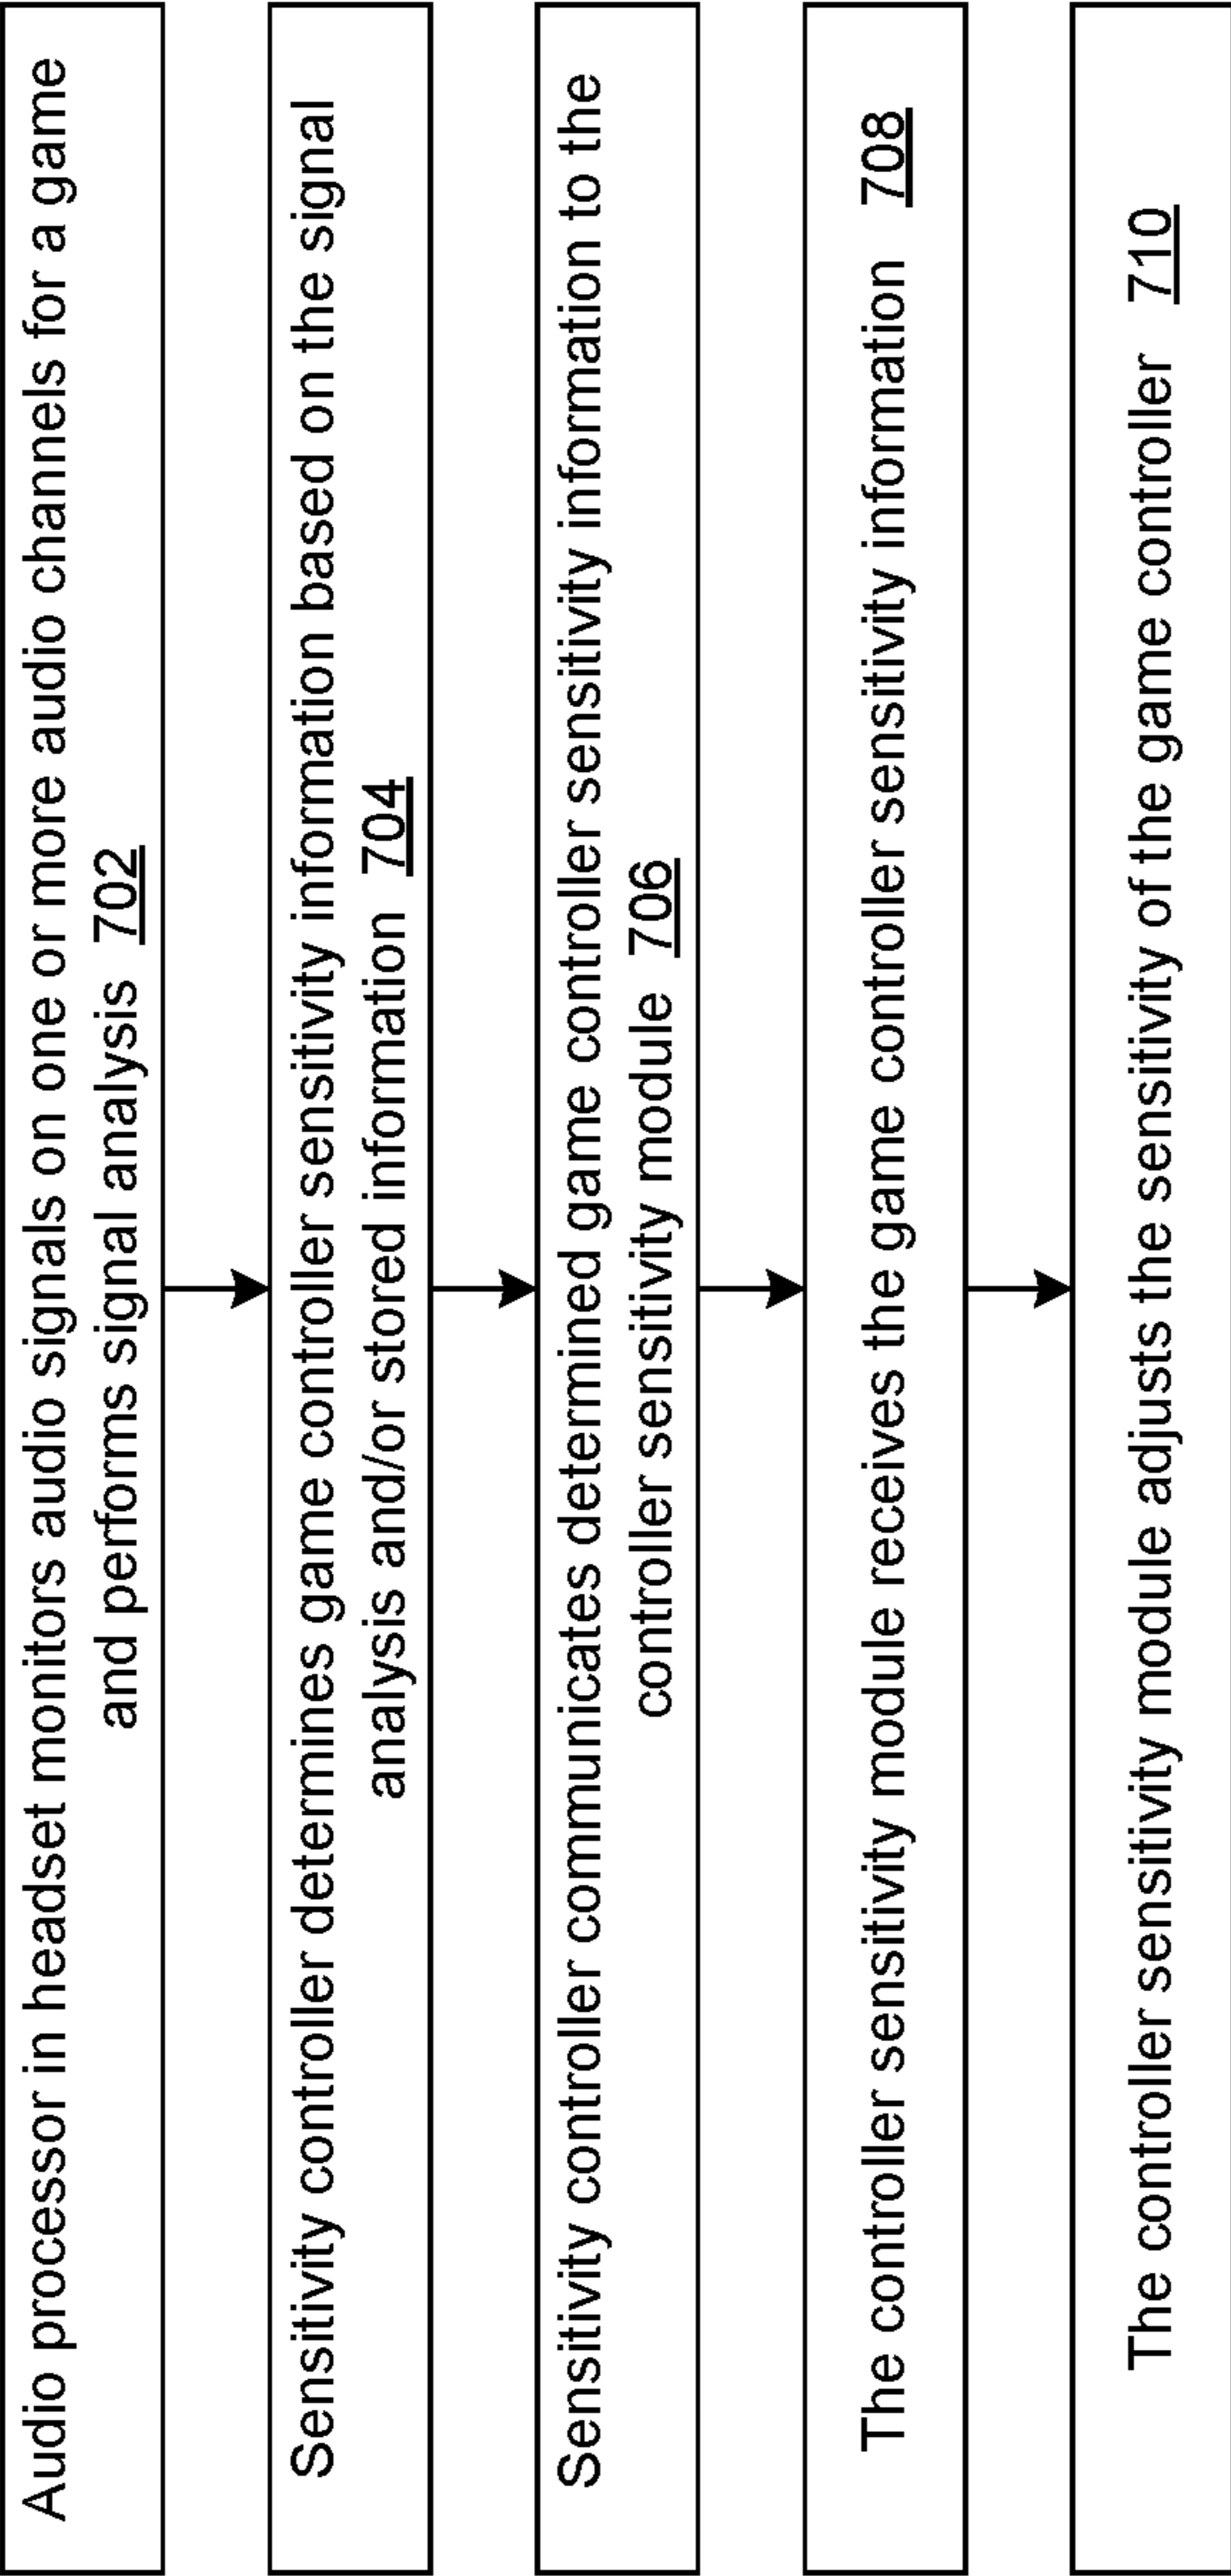 Audio processor in headset monitors audio signals on one or more audio channels for a game
and performs signal analysis 702
Sensitivity controller determines game controller sensitivity information based on the signal
analysis and/or stored information 704
Sensitivity controller communicates determined game controller sensitivity information to the
controller sensitivity module 706
The controller sensitivity module receives the game controller sensitivity information 708
The controller sensitivity module adjusts the sensitivity of the game controller 710